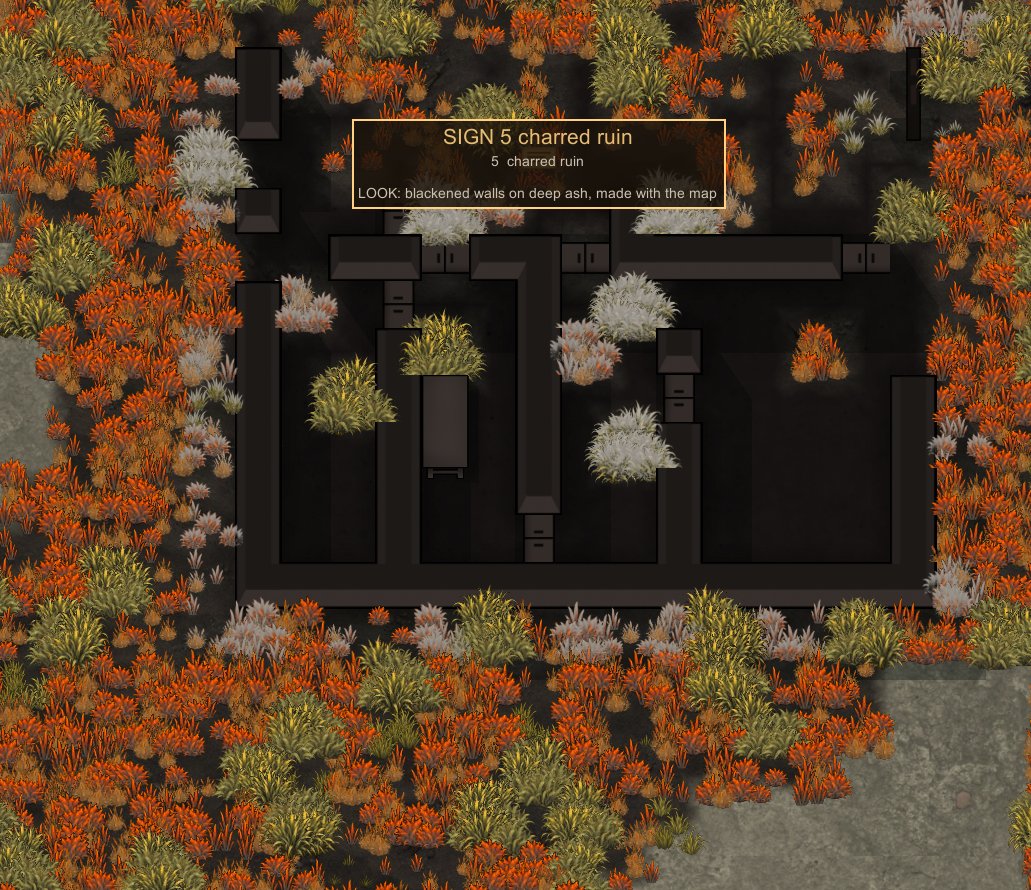 SIGN 5 charred ruin
5 charred ruin
LOOK: blackened walls on deep ash, made with the map